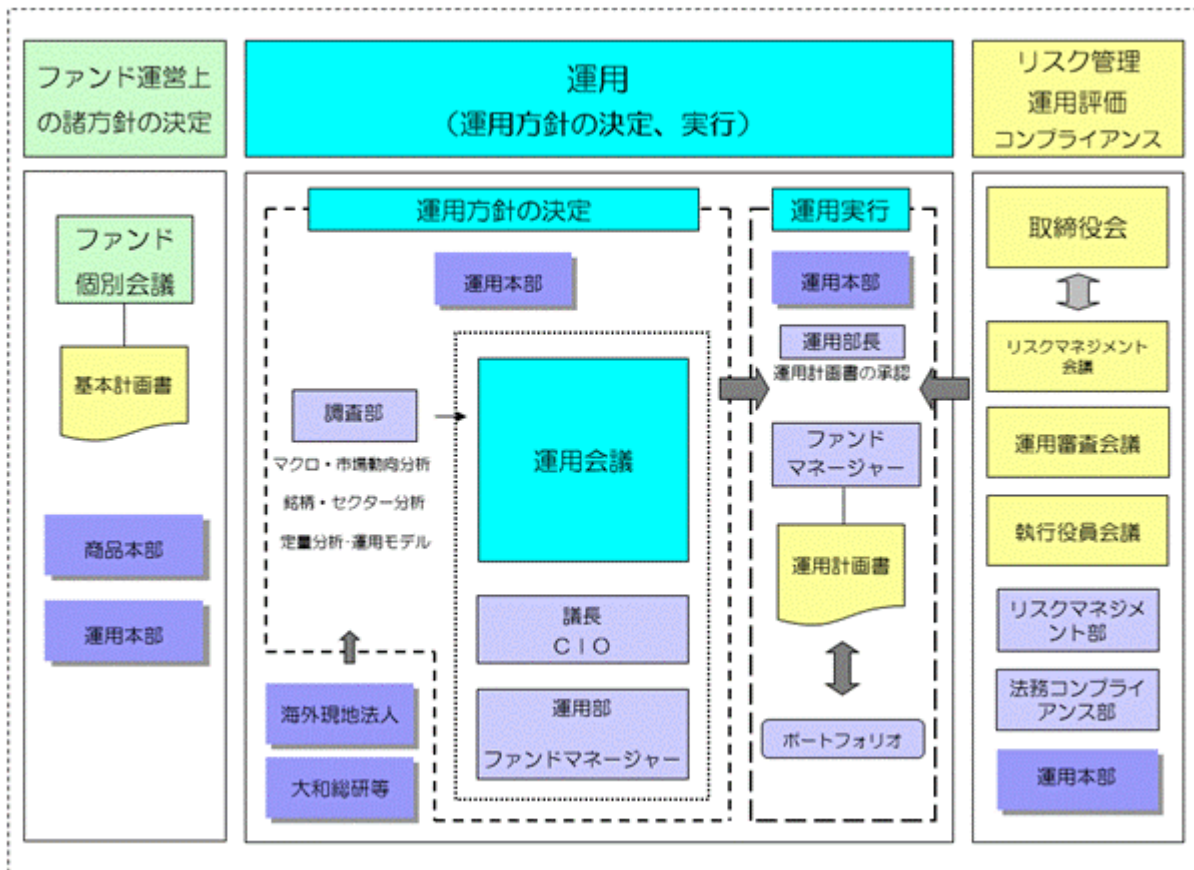 ファンド運営上
の諸方針の決定
運用
（運用方針の決定、実行）
リスク管理
運用評価
コンプライアンス
ファンド
個別会議
基本計画書
商品本部
運用本部
運用方針の決定
運用本部
調査部
マクロ・市場動向分析
銘柄・セクター分析
定量分析・運用モデル
運用会議
議長
ＣＩＯ
運用部
ファンドマネージャー
海外現地法人
大和総研等
運用実行
運用本部
運用部長
運用計画書の承認
ファンド
マネージャー
運用計画書
ポートフォリオ
取締役会
リスクマネジメント
会議
運用審査会議
執行役員会議
リスクマネジメ
ント部
法務コンプライ
アンス部
運用本部